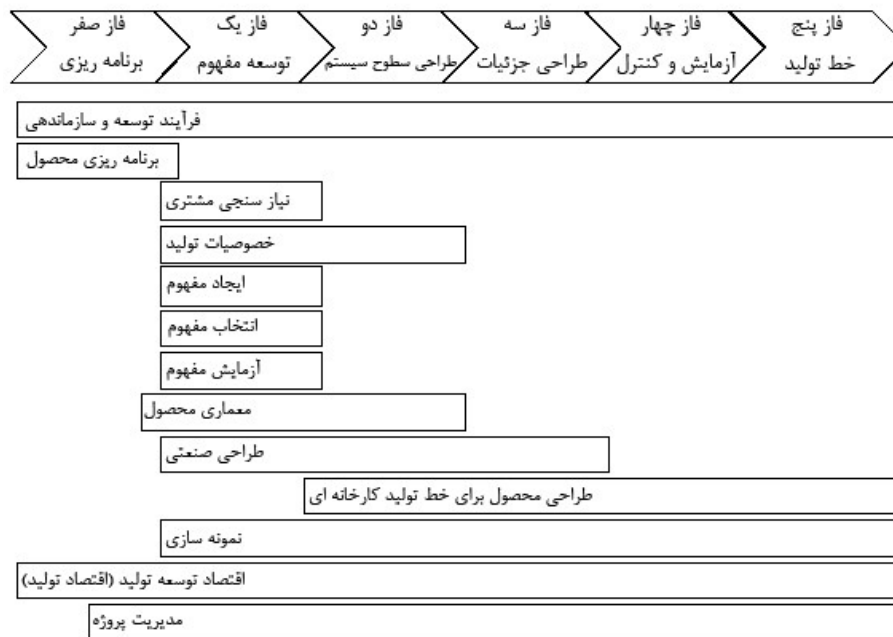 فاز صفر
برنامه ریزی
فاز یک
توسعه مفهوم
فاز دو
طراحی سطوح سیستم
فاز سه
طراحی جزئیات
فاز چهار
آزمایش و کنترل
فاز پنج
خط تولید
فرآیند توسعه و سازماندهی
برنامه ریزی محصول
نیاز سنجی مشتری
خصوصیات تولید
ایجاد مفهوم
انتخاب مفهوم
آزمایش مفهوم
معماری محصول
طراحی صنعتی
طراحی محصول برای خط تولید کارخانه ای
نمونه سازی
اقتصاد توسعه تولید (اقتصاد تولید)
مدیریت پروژه